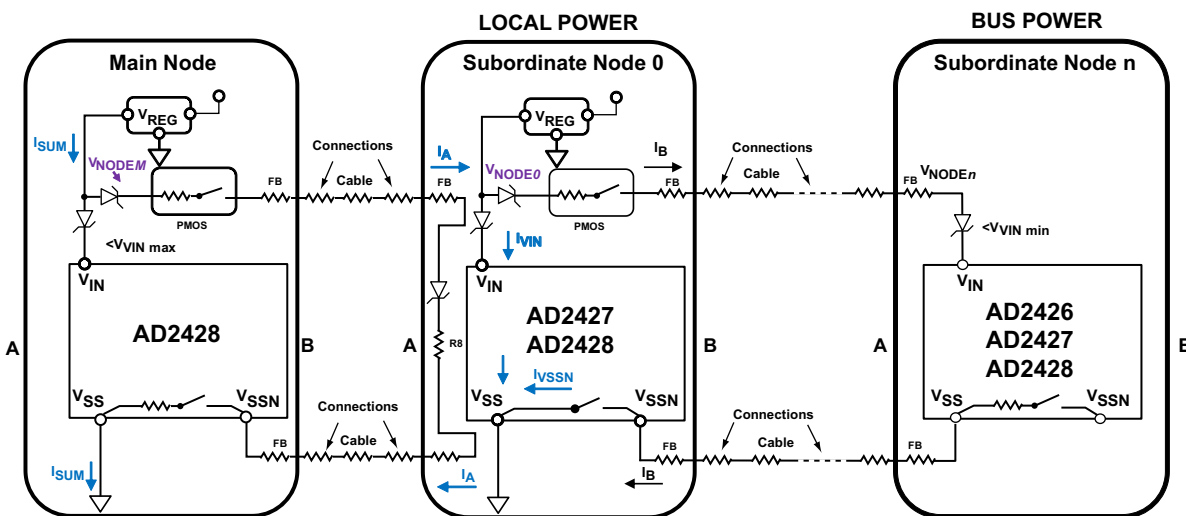 LOCAL POWER
BUS POWER
Main Node
Subordinate Node 0
Subordinate Node n
VREG
VREG
ISUM
VNODEM
Connections
IA
VNODE0
IB
Connections
VNODEn
FB
Cable
FB
FB
Cable
FB
PMOS
PMOS
<VVIN max
IVIN
<VVIN min
VIN
VIN
VIN
AD2428
AD2427
AD2428
AD2426
AD2427
AD2428
A
B
A
R8
B
A
B
VSS
VSSN
VSS
IVSSN
VSSN
VSS
VSSN
Connections
Connections
FB
Cable
FB
Cable
FB
ISUM
IA
IB